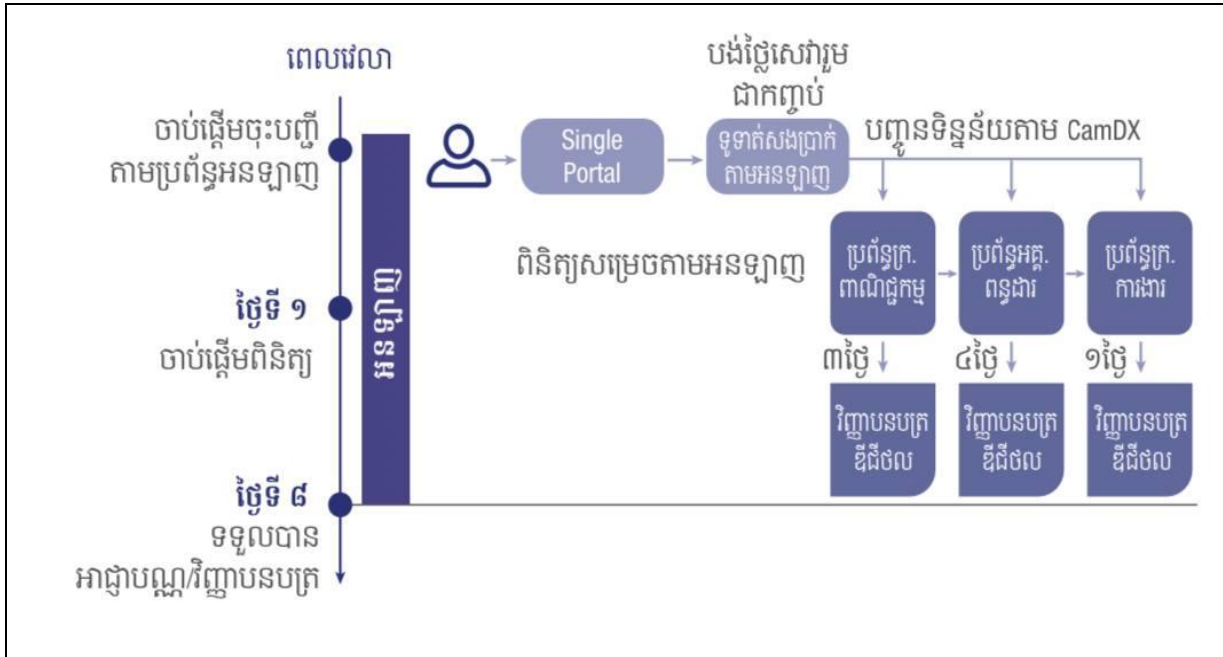 ពេលវេលា
ចាប់ផ្ដើមចុះបញ្ជី
តាមប្រព័ន្ធអនឡាញ
ថ្ងៃទី ១
ចាប់ផ្ដើមពិនិត្យ
ថ្ងៃទី ៨
ទទួលបាន
អាជ្ញាបណ្ណ/វិញ្ញាបនបត្រ
អនឡាញ
Single
Portal
បង់ថ្លៃសេវារួម
ជាកញ្ចប់
ទូទាត់សងប្រាក់
តាមអនឡាញ
បញ្ចូនទិន្នន័យតាម CamDX
ពិនិត្យសម្រេចតាមអនឡាញ
ប្រព័ន្ធក្រ.
ពាណិជ្ជកម្ម
ប្រព័ន្ធអគ្គ.
ពន្ធដារ
ប្រព័ន្ធក្រ.
ការងារ
៣ថ្ងៃ
៤ថ្ងៃ
១ថ្ងៃ
វិញ្ញាបនបត្រ
ឌីជីថល
វិញ្ញាបនបត្រ
ឌីជីថល
វិញ្ញាបនបត្រ
ឌីជីថល